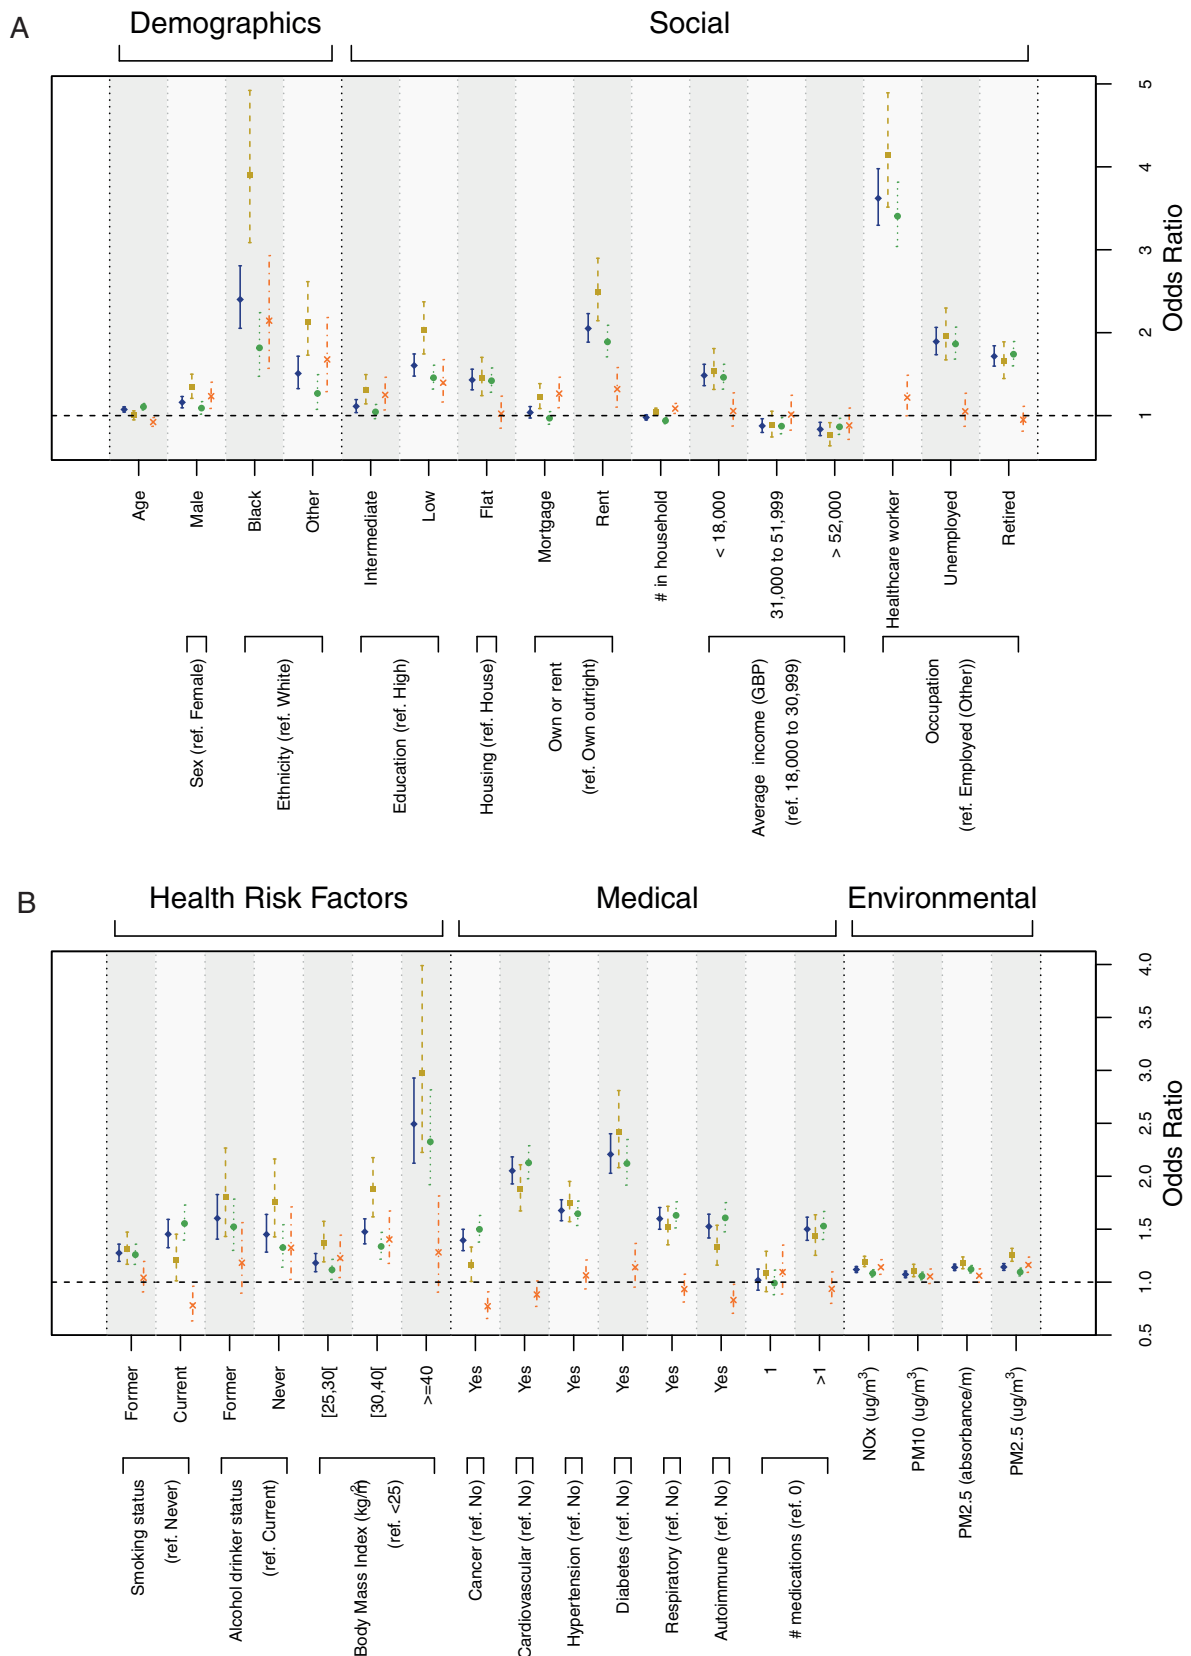 A
Demographics
Social
5
4
3
2
1
Odds Ratio
Age
Male
Black
Other
Intermediate
Low
Flat
Mortgage
Rent
# in household
< 18,000
31,000 to 51,999
> 52,000
Healthcare worker
Unemployed
Retired
Sex (ref. Female)
Ethnicity (ref. White)
Education (ref. High)
Housing (ref. House)
Own or rent
(ref. Own outright)
Average income (GBP)
(ref. 18,000 to 30,999)
Occupation
(ref. Employed (Other))
B
Health Risk Factors
Medical
Environmental
4.0
3.5
3.0
2.5
2.0
1.5
1.0
0.5
Odds Ratio
Former
Current
Former
Never
[25,30[
[30,40[
>=40
Yes
Yes
Yes
Yes
Yes
Yes
1
>1
NOx (ug/m³)
PM10 (ug/m³)
PM2.5 (absorbance/m)
PM2.5 (ug/m³)
Smoking status
(ref. Never)
Alcohol drinker status
(ref. Current)
Body Mass Index (kg/m²)
(ref. <25)
Cancer (ref. No)
Cardiovascular (ref. No)
Hypertension (ref. No)
Diabetes (ref. No)
Respiratory (ref. No)
Autoimmune (ref. No)
# medications (ref. 0)